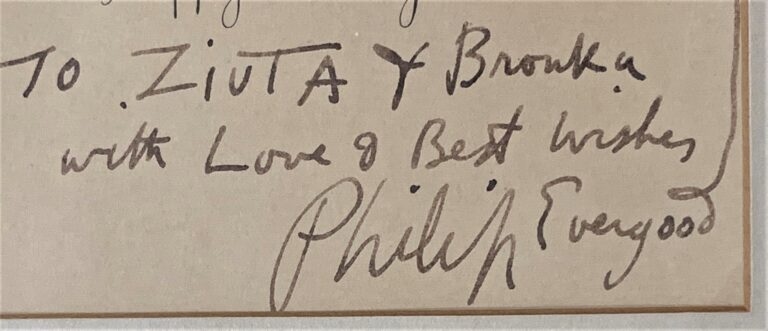 To ZIUTA & Bronka
with Love & Best Wishes
Philip Evergood